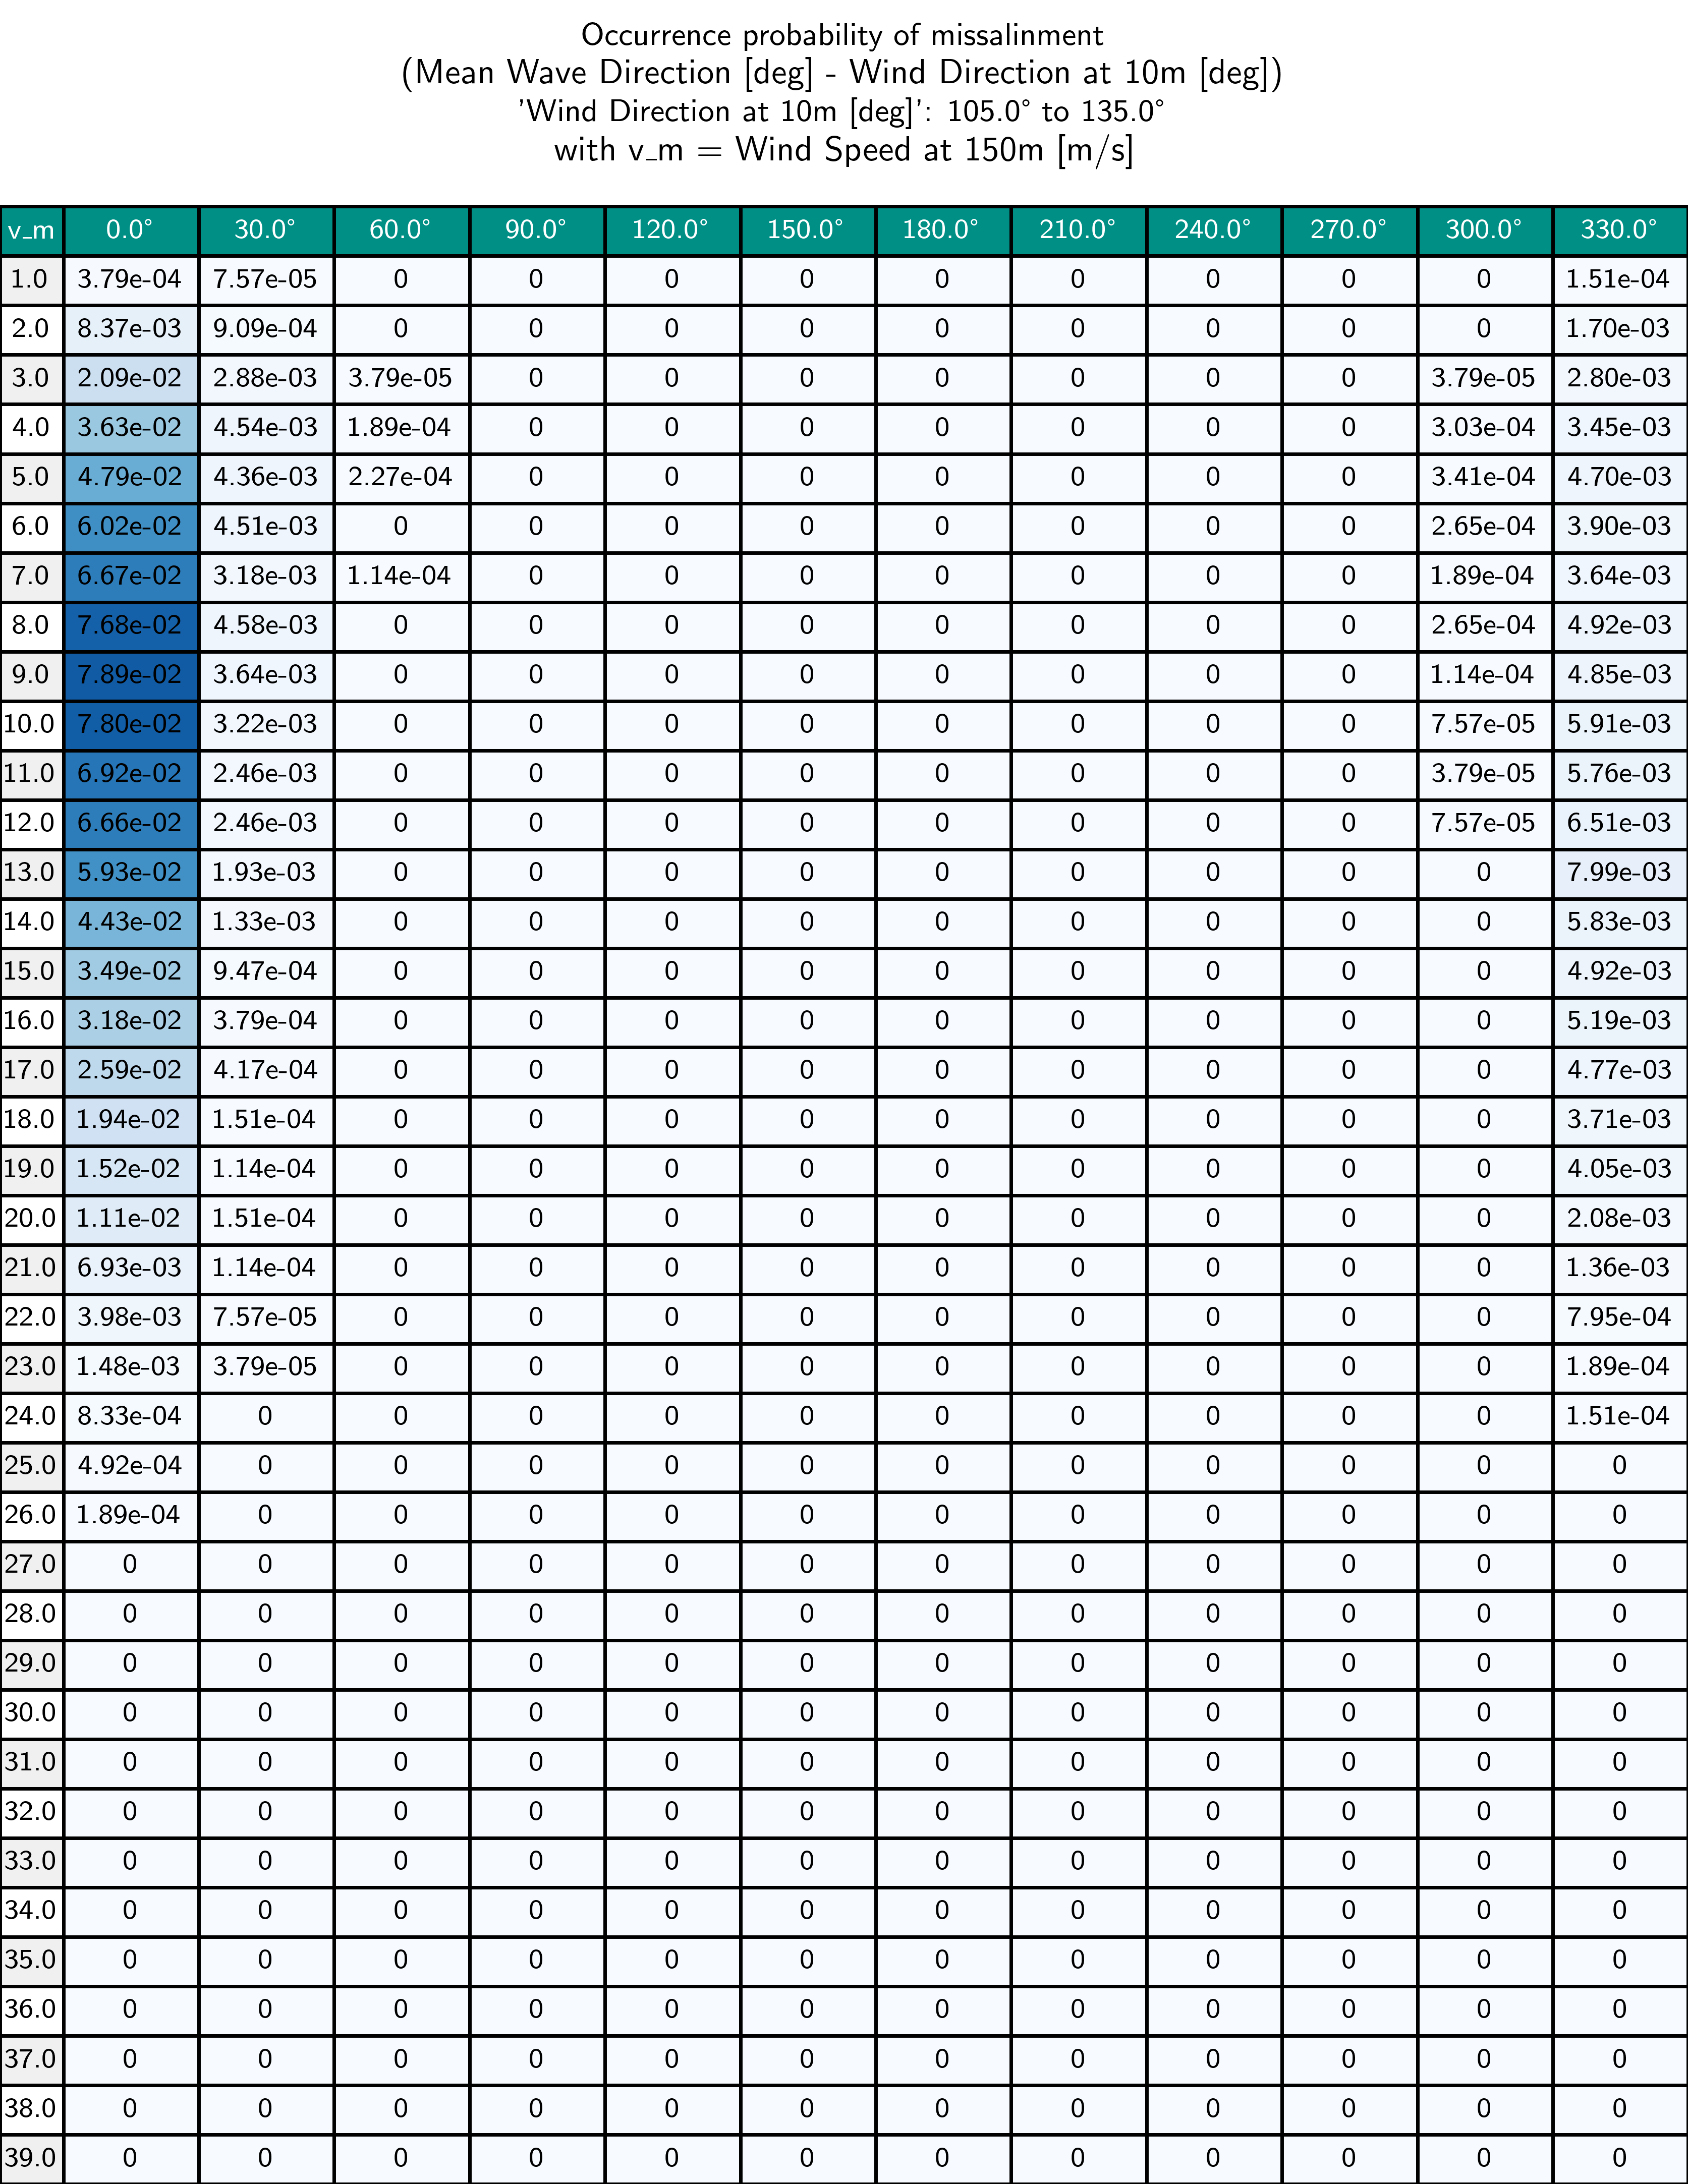 Occurrence probability of missalinment
(Mean Wave Direction [deg] - Wind Direction at 10m [deg])
'Wind Direction at 10m [deg]': 105.0° to 135.0°
with v_m = Wind Speed at 150m [m/s]
v_m 0.0° 30.0° 60.0° 90.0° 120.0° 150.0° 180.0° 210.0° 240.0° 270.0° 300.0° 330.0°
1.0 3.79e-04 7.57e-05 0 0 0 0 0 0 0 0 0 1.51e-04
2.0 8.37e-03 9.09e-04 0 0 0 0 0 0 0 0 0 1.70e-03
3.0 2.09e-02 2.88e-03 3.79e-05 0 0 0 0 0 0 0 3.79e-05 2.80e-03
4.0 3.63e-02 4.54e-03 1.89e-04 0 0 0 0 0 0 0 3.03e-04 3.45e-03
5.0 4.79e-02 4.36e-03 2.27e-04 0 0 0 0 0 0 0 3.41e-04 4.70e-03
6.0 6.02e-02 4.51e-03 0 0 0 0 0 0 0 0 2.65e-04 3.90e-03
7.0 6.67e-02 3.18e-03 1.14e-04 0 0 0 0 0 0 0 1.89e-04 3.64e-03
8.0 7.68e-02 4.58e-03 0 0 0 0 0 0 0 0 2.65e-04 4.92e-03
9.0 7.89e-02 3.64e-03 0 0 0 0 0 0 0 0 1.14e-04 4.85e-03
10.0 7.80e-02 3.22e-03 0 0 0 0 0 0 0 0 7.57e-05 5.91e-03
11.0 6.92e-02 2.46e-03 0 0 0 0 0 0 0 0 3.79e-05 5.76e-03
12.0 6.66e-02 2.46e-03 0 0 0 0 0 0 0 0 7.57e-05 6.51e-03
13.0 5.93e-02 1.93e-03 0 0 0 0 0 0 0 0 0 7.99e-03
14.0 4.43e-02 1.33e-03 0 0 0 0 0 0 0 0 0 5.83e-03
15.0 3.49e-02 9.47e-04 0 0 0 0 0 0 0 0 0 4.92e-03
16.0 3.18e-02 3.79e-04 0 0 0 0 0 0 0 0 0 5.19e-03
17.0 2.59e-02 4.17e-04 0 0 0 0 0 0 0 0 0 4.77e-03
18.0 1.94e-02 1.51e-04 0 0 0 0 0 0 0 0 0 3.71e-03
19.0 1.52e-02 1.14e-04 0 0 0 0 0 0 0 0 0 4.05e-03
20.0 1.11e-02 1.51e-04 0 0 0 0 0 0 0 0 0 2.08e-03
21.0 6.93e-03 1.14e-04 0 0 0 0 0 0 0 0 0 1.36e-03
22.0 3.98e-03 7.57e-05 0 0 0 0 0 0 0 0 0 7.95e-04
23.0 1.48e-03 3.79e-05 0 0 0 0 0 0 0 0 0 1.89e-04
24.0 8.33e-04 0 0 0 0 0 0 0 0 0 0 1.51e-04
25.0 4.92e-04 0 0 0 0 0 0 0 0 0 0 0
26.0 1.89e-04 0 0 0 0 0 0 0 0 0 0 0
27.0 0 0 0 0 0 0 0 0 0 0 0 0
28.0 0 0 0 0 0 0 0 0 0 0 0 0
29.0 0 0 0 0 0 0 0 0 0 0 0 0
30.0 0 0 0 0 0 0 0 0 0 0 0 0
31.0 0 0 0 0 0 0 0 0 0 0 0 0
32.0 0 0 0 0 0 0 0 0 0 0 0 0
33.0 0 0 0 0 0 0 0 0 0 0 0 0
34.0 0 0 0 0 0 0 0 0 0 0 0 0
35.0 0 0 0 0 0 0 0 0 0 0 0 0
36.0 0 0 0 0 0 0 0 0 0 0 0 0
37.0 0 0 0 0 0 0 0 0 0 0 0 0
38.0 0 0 0 0 0 0 0 0 0 0 0 0
39.0 0 0 0 0 0 0 0 0 0 0 0 0